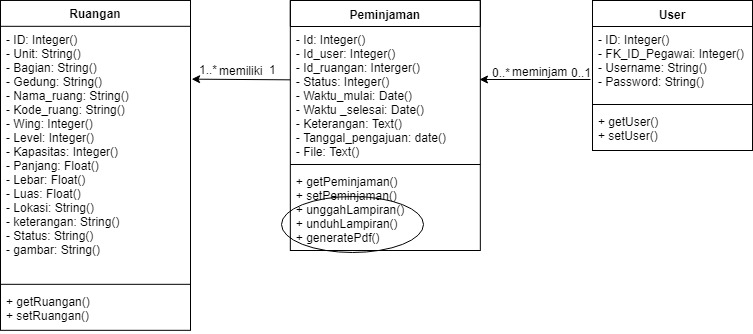 Ruangan
- ID: Integer()
- Unit: String()
- Bagian: String()
- Gedung: String()
- Nama_ruang: String()
- Kode_ruang: String()
- Wing: Integer()
- Level: Integer()
- Kapasitas: Integer()
- Panjang: Float()
- Lebar: Float()
- Luas: Float()
- Lokasi: String()
- keterangan: String()
- Status: String()
- gambar: String()
+ getRuangan()
+ setRuangan()
1..* memiliki 1
Peminjaman
- Id: Integer()
- Id_user: Integer()
- Id_ruangan: Interger()
- Status: Integer()
- Waktu_mulai: Date()
- Waktu _selesai: Date()
- Keterangan: Text()
- Tanggal_pengajuan: date()
- File: Text()
+ getPeminjaman()
+ setPeminjaman()
+ unggahLampiran()
+ unduhLampiran()
+ generatePdf()
0..* meminjam 0..1
User
- ID: Integer()
- FK_ID_Pegawai: Integer()
- Username: String()
- Password: String()
+ getUser()
+ setUser()